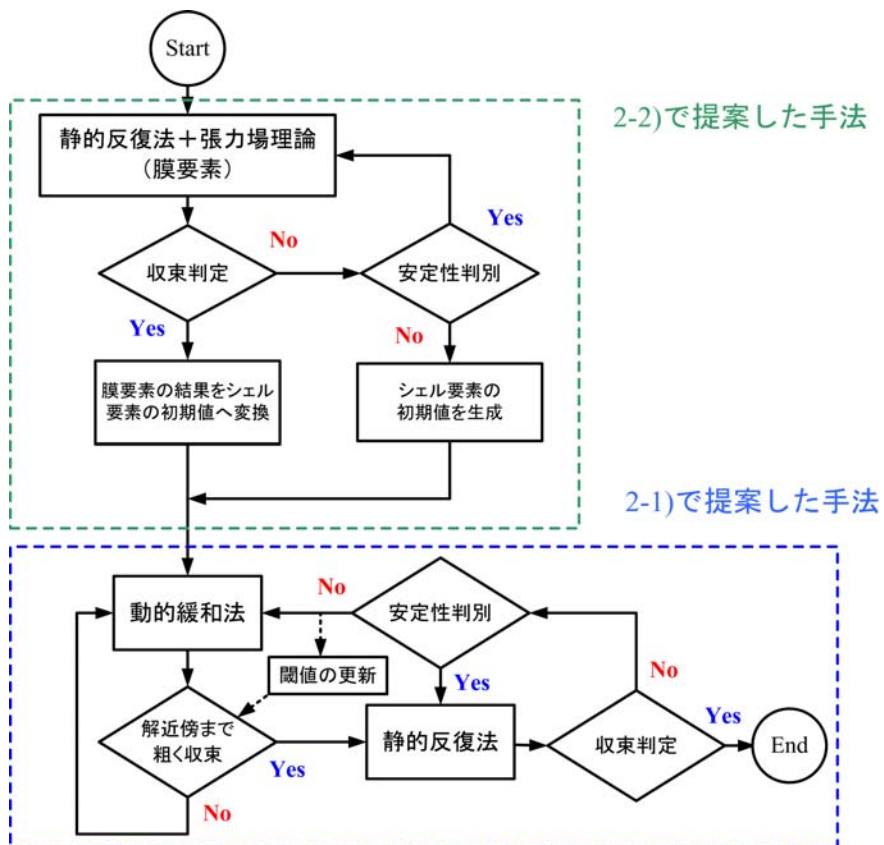 Start
2-2)で提案した手法
静的反復法＋張力場理論
（膜要素）
Yes
No
収束判定
安定性判別
Yes
No
膜要素の結果をシェル
要素の初期値へ変換
シェル要素の
初期値を生成
2-1)で提案した手法
No
動的緩和法
安定性判別
閾値の更新
No
Yes
Yes
解近傍まで
粗く収束
静的反復法
収束判定
End
Yes
No